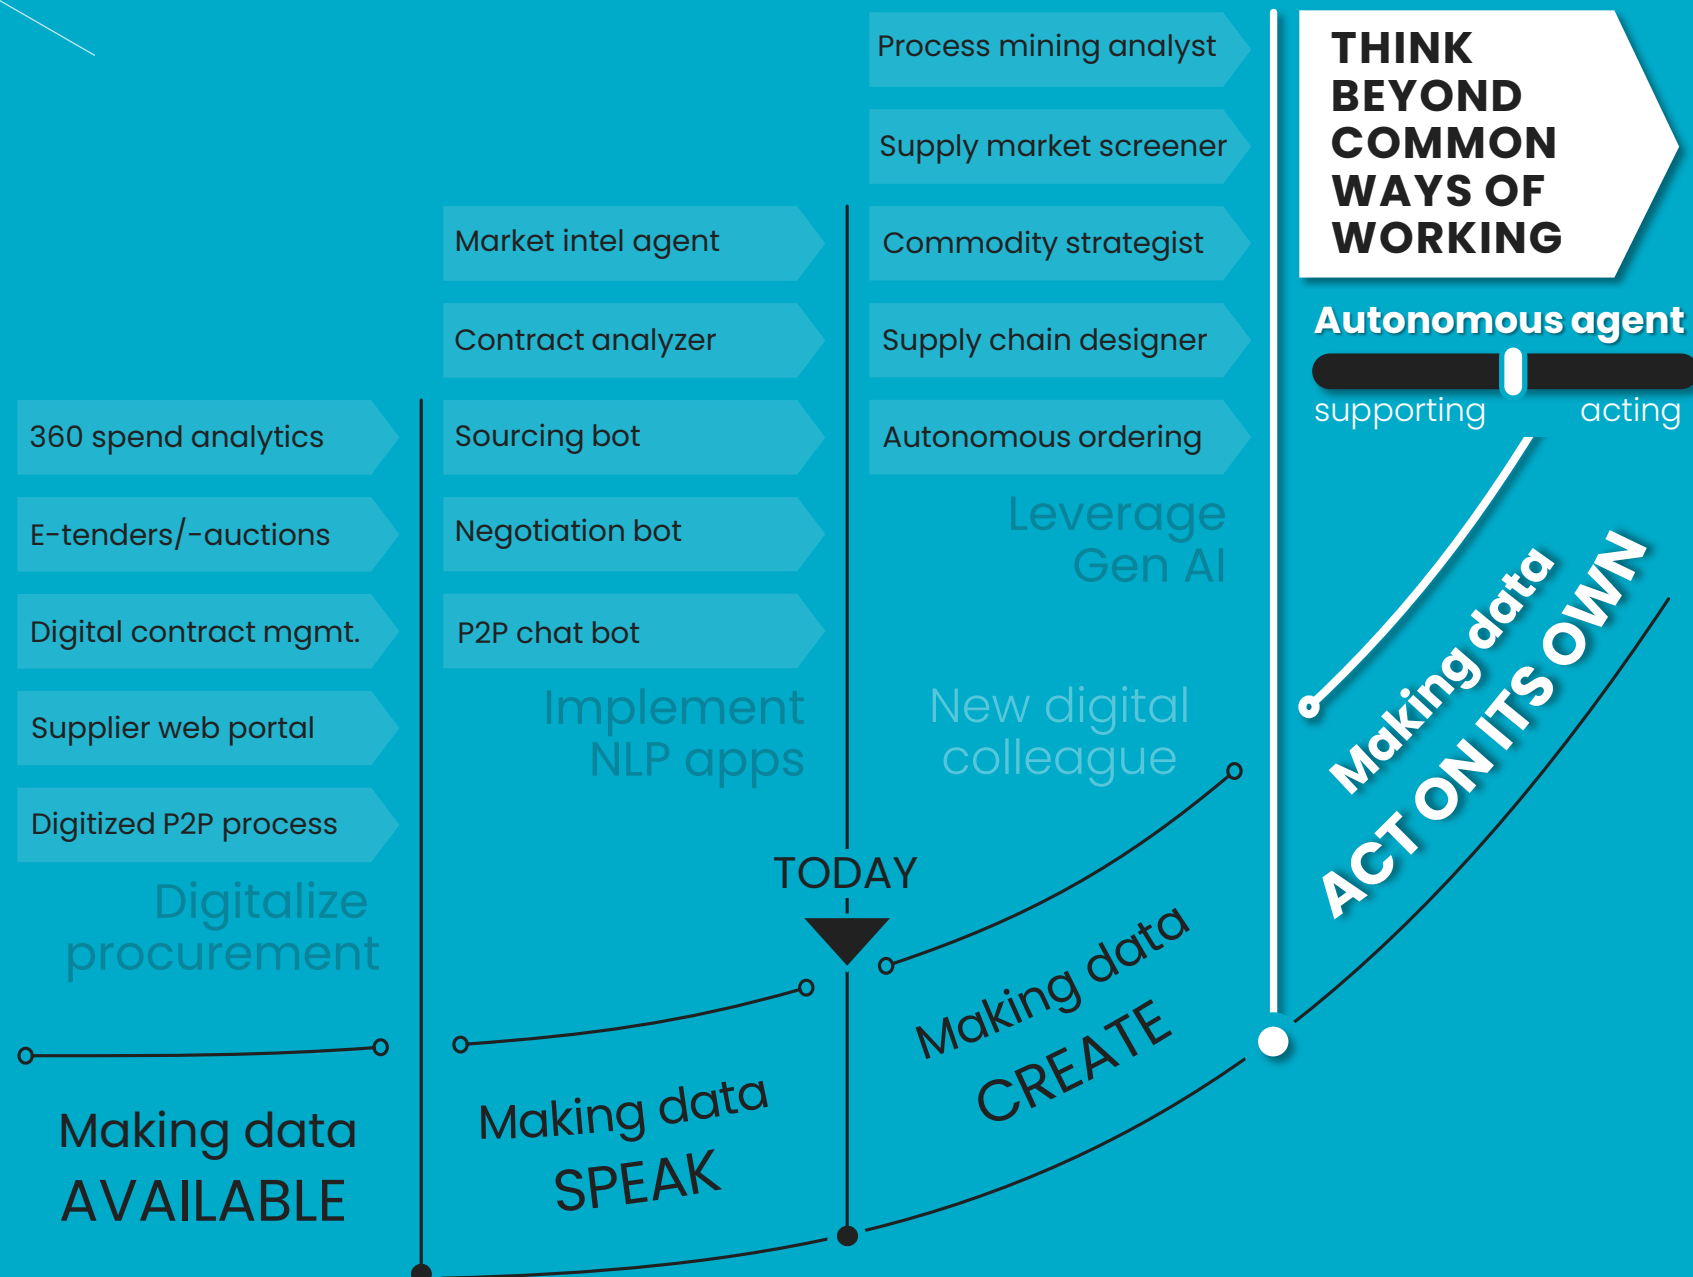 360 spend analytics
E-tenders/-auctions
Digital contract mgmt.
Supplier web portal
Digitized P2P process
Digitalize
procurement
Making data
AVAILABLE
Market intel agent
Contract analyzer
Sourcing bot
Negotiation bot
P2P chat bot
Implement
NLP apps
Making data
SPEAK
TODAY
Process mining analyst
Supply market screener
Commodity strategist
Supply chain designer
Autonomous ordering
Leverage
Gen AI
New digital
colleague
Making data
CREATE
THINK
BEYOND
COMMON
WAYS OF
WORKING
Autonomous agent
supporting acting
Making data
ACT ON ITS OWN